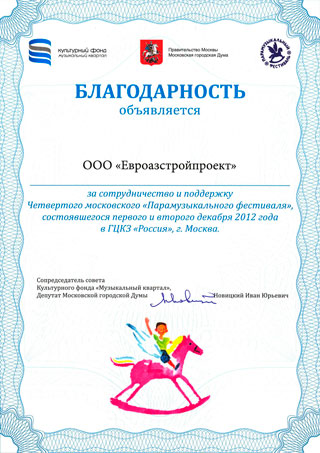 культурный фонд
музыкальный квартал
Правительство Москвы
Московская городская Дума
ПАРАМУЗЫКАЛЬНЫЙ
ФЕСТИВАЛЬ
БЛАГОДАРНОСТЬ
объявляется
ООО «Евроазстройпроект»
за сотрудничество и поддержку
Четвертого московского «Парамузыкального фестиваля»,
состоявшегося первого и второго декабря 2012 года
в ГЦКЗ «Россия», г. Москва.
Сопредседатель совета
Культурного фонда «Музыкальный квартал»,
Депутат Московской городской Думы
Новицкий Иван Юрьевич